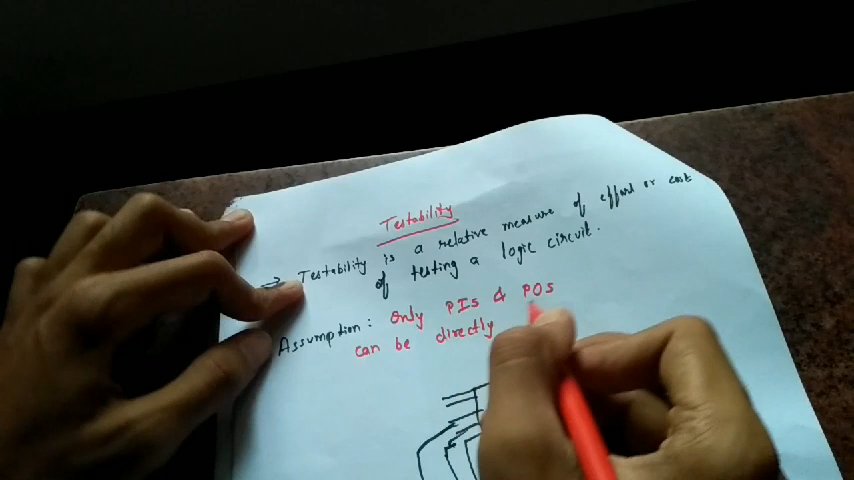 Testability
⇒ Testability is a relative measure of effort or cost
of testing a logic circuit.
Assumption: Only PIs & POs
can be directly